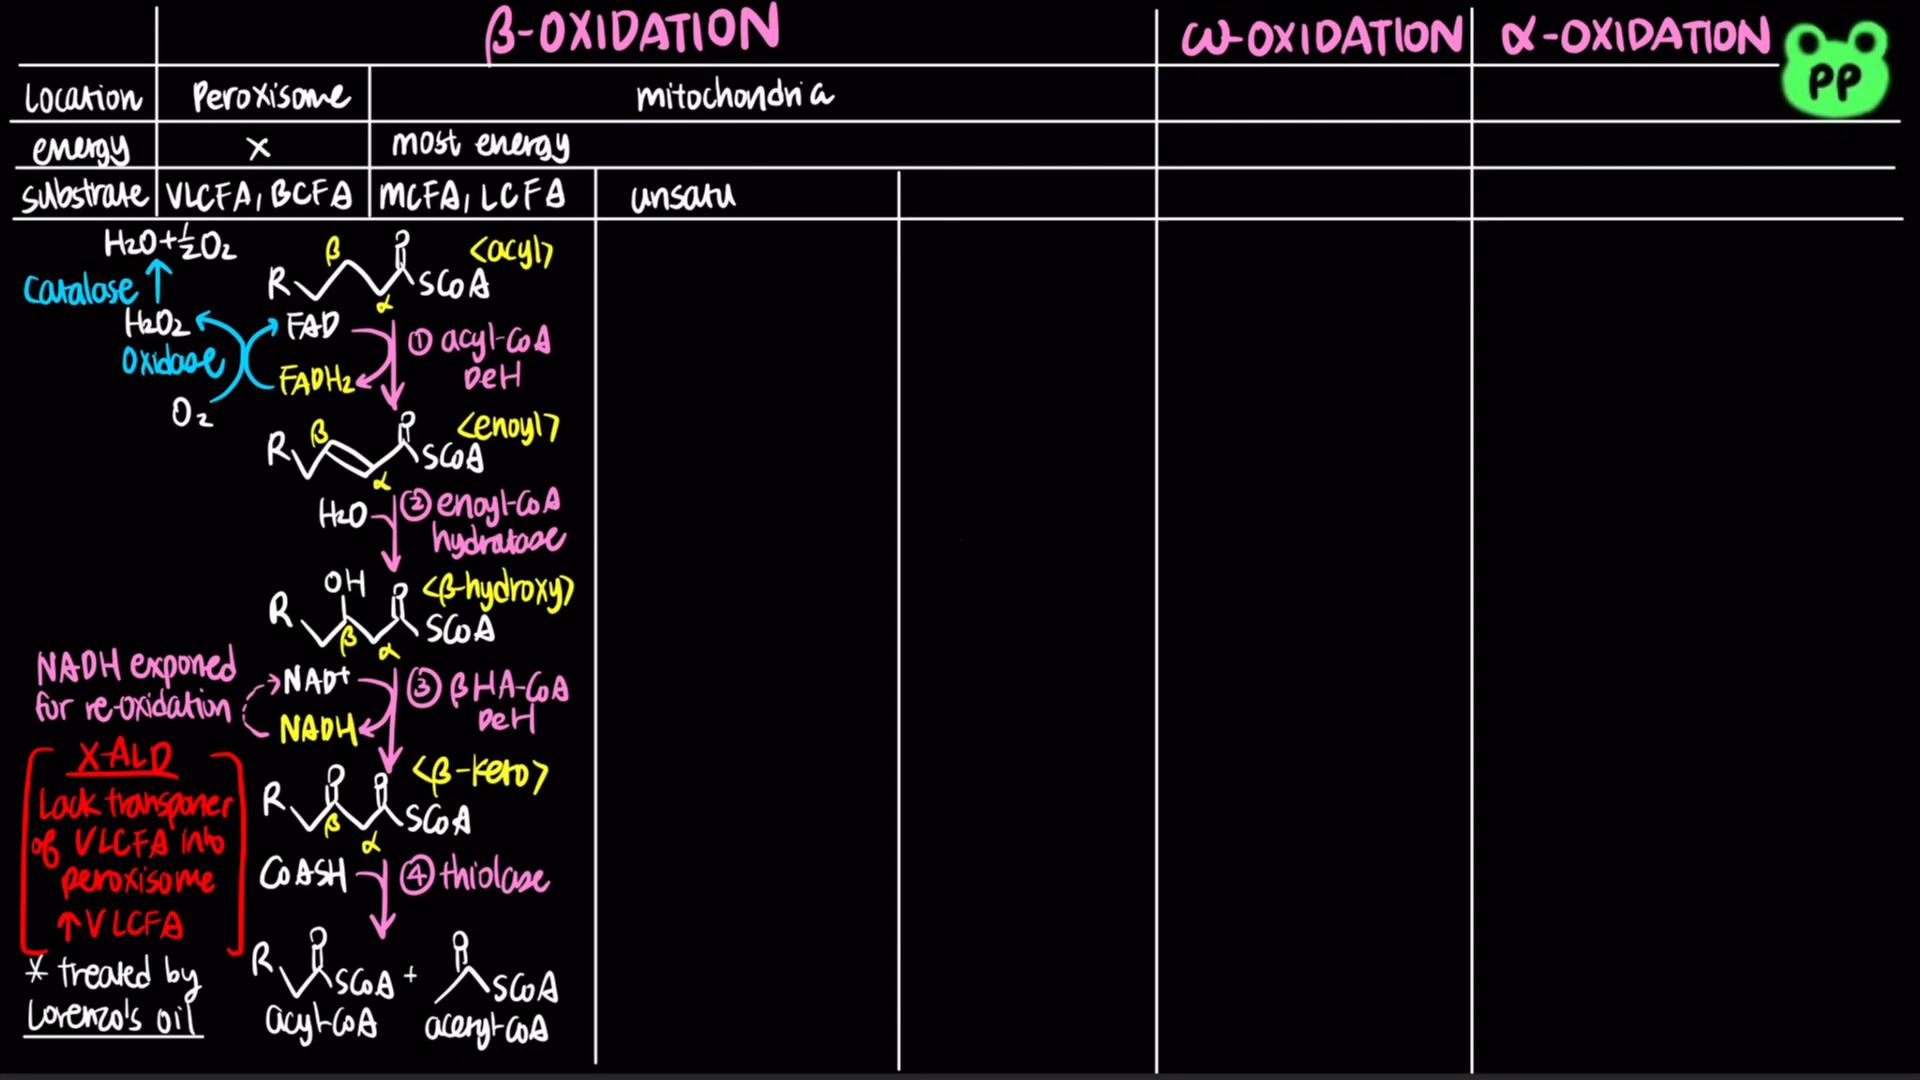 β-OXIDATION
ω-OXIDATION
α-OXIDATION
PP
Location
Peroxisome
mitochondria
energy
×
most energy
substrate
VLCFA, BCFA
MCFA, LCFA
unsatu
H2O+½O2
catalase
H2O2
oxidase
O2
β
<acyl>
R
O
SCoA
α
FAD
FADH2
① acyl-CoA
DeH
β
<enoyl>
R
O
SCoA
α
H2O
② enoyl-CoA
hydratase
OH
<β-hydroxy>
R
O
SCoA
β
α
NADH exported
for re-oxidation
NAD+
NADH
③ βHA-CoA
DeH
X-ALD
Lack transporter
of VLCFA into
peroxisome
↑VLCFA
* treated by
Lorenzo's oil
<β-keto>
R
O
O
SCoA
β
α
CoASH
④ thiolase
R
O
SCoA
+
O
SCoA
acyl-CoA
acetyl-CoA